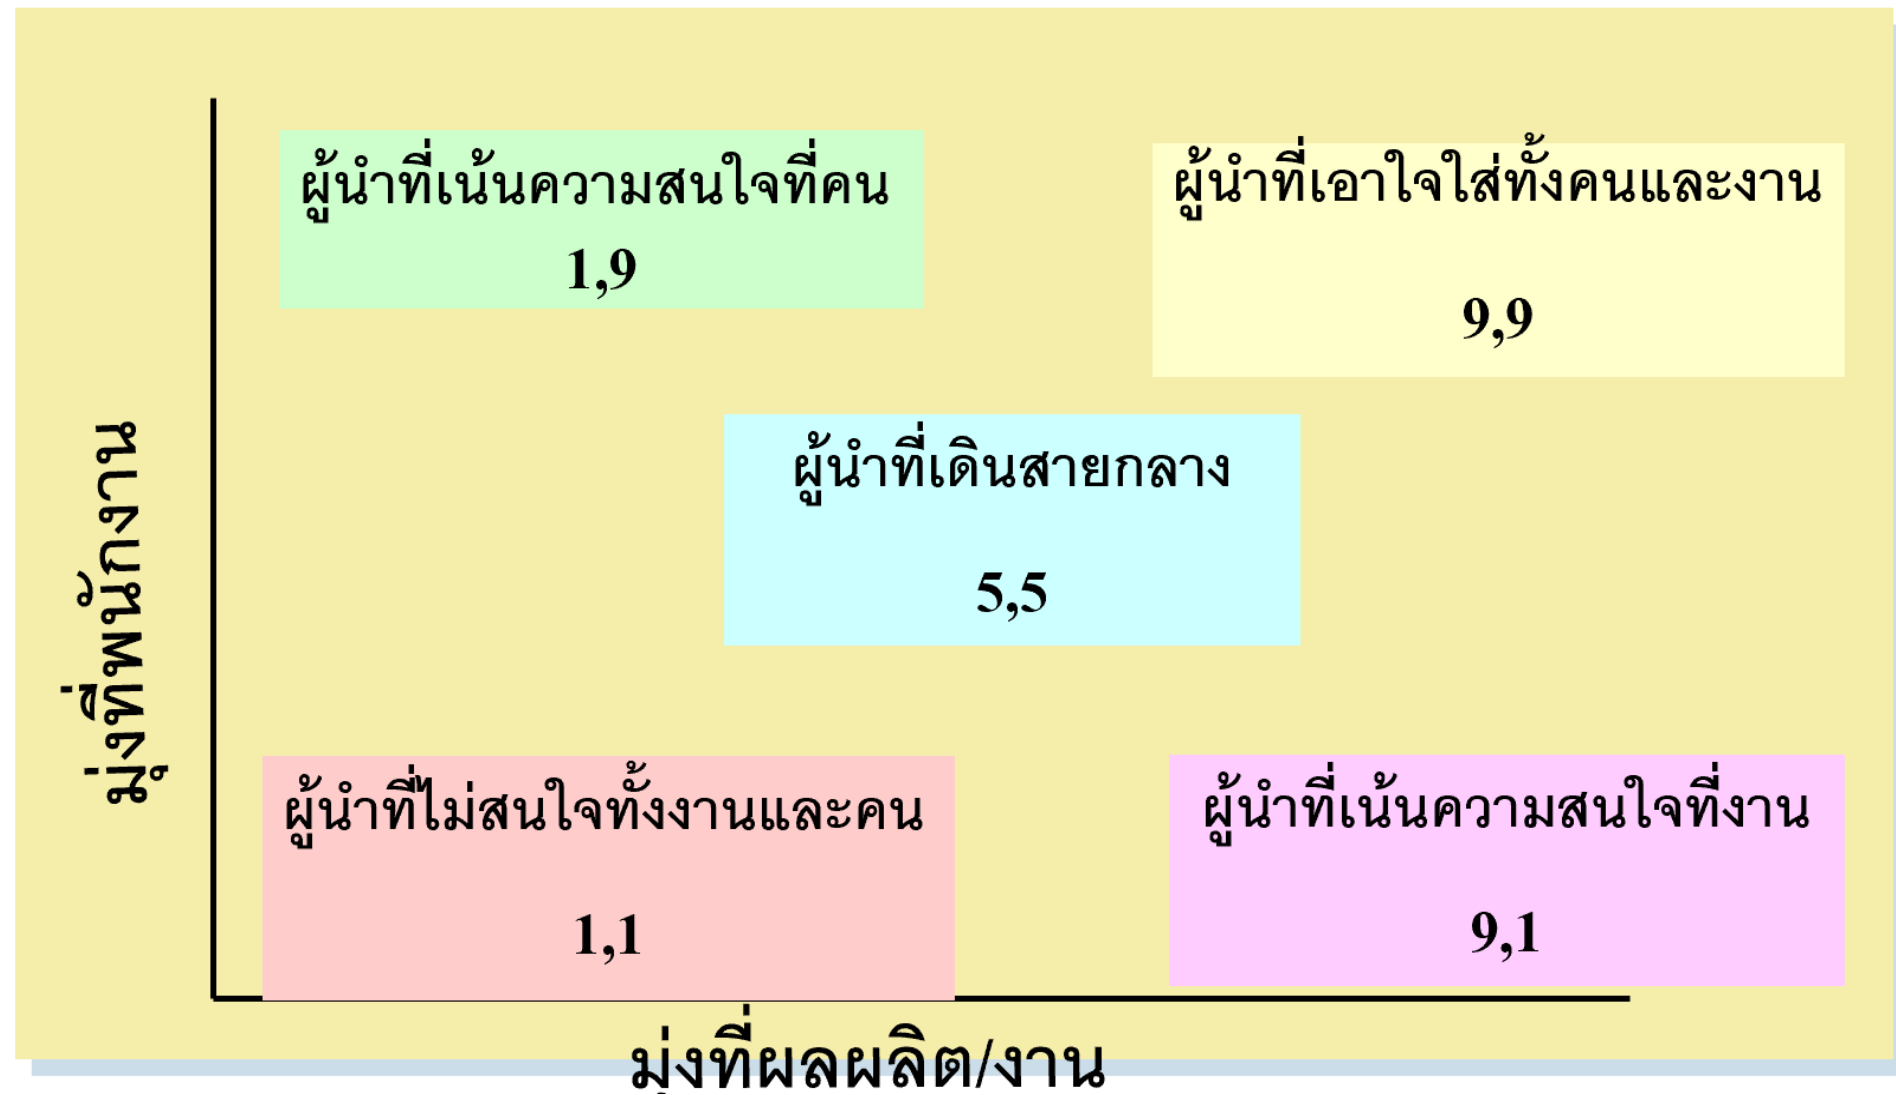 ผู้นำที่เน้นความสนใจที่คน
1,9
ผู้นำที่เอาใจใส่ทั้งคนและงาน
9,9
ผู้นำที่เดินสายกลาง
5,5
มุ่งที่พนักงาน
ผู้นำที่ไม่สนใจทั้งงานและคน
1,1
ผู้นำที่เน้นความสนใจที่งาน
9,1
มุ่งที่ผลผลิต/งาน